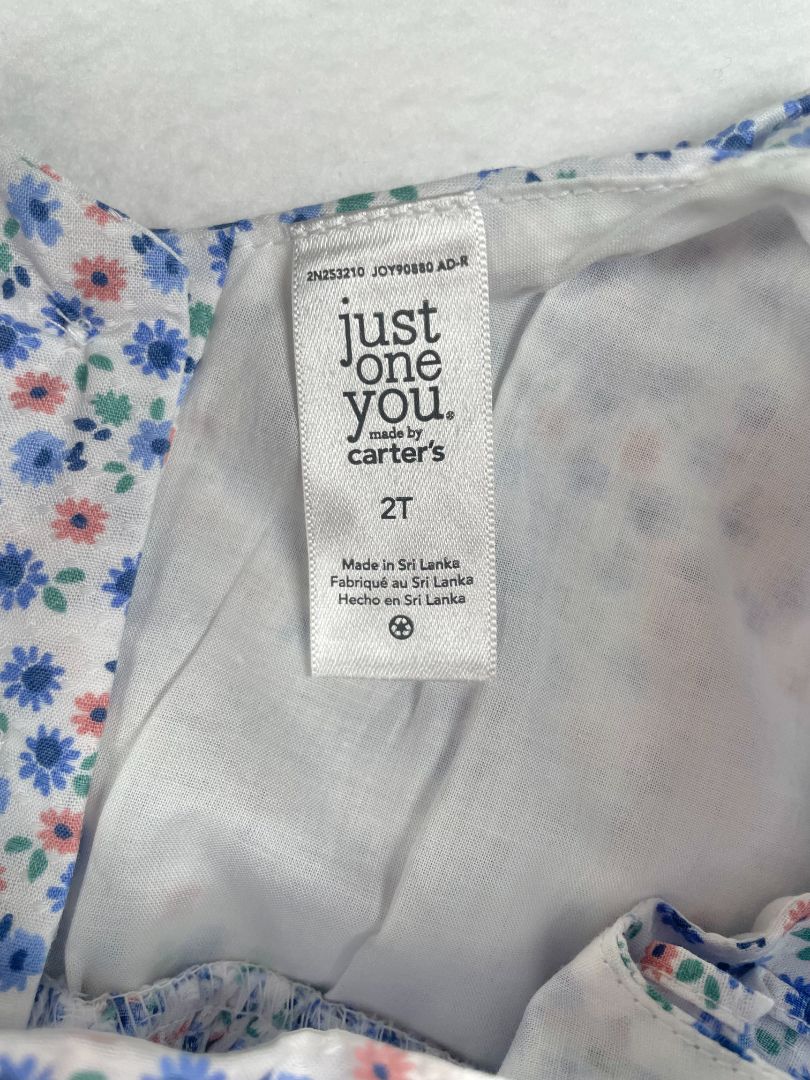 2N253210 JOY90880 AD-R
just
one
you®
made by
carter's
2T
Made in Sri Lanka
Fabriqué au Sri Lanka
Hecho en Sri Lanka